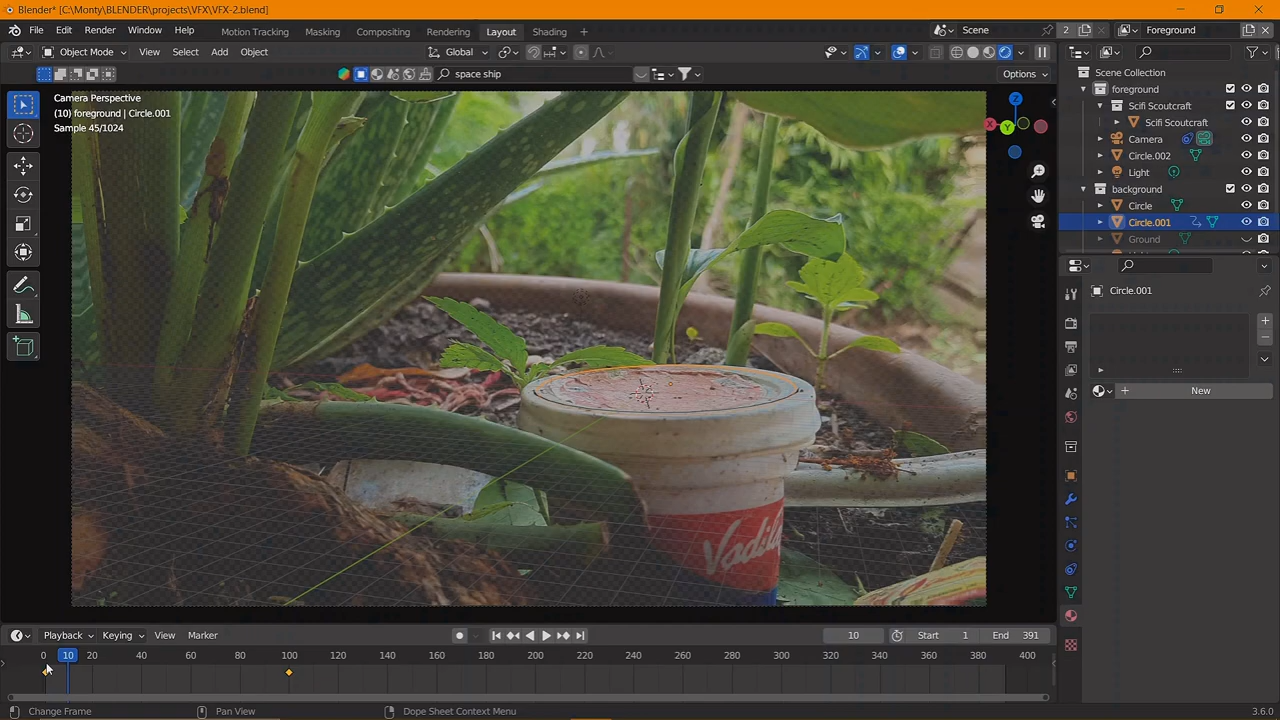 Blender* [C:\Monty\BLENDER\projects\VFX\VFX-2.blend]
File Edit Render Window Help Motion Tracking Masking Compositing Rendering Layout Shading + Scene 2 Foreground
Object Mode View Select Add Object Global
space ship Options
Camera Perspective
(10) foreground | Circle.001
Sample 45/1024
Z
X
Y
Vadila
Scene Collection
foreground
Scifi Scoutcraft
Scifi Scoutcraft
Camera
Circle.002
Light
background
Circle
Circle.001
Ground
Circle.001
New
Playback Keying View Marker 10 Start 1 End 391
0 10 20 40 60 80 100 120 140 160 180 200 220 240 260 280 300 320 340 360 380 400
Change Frame Pan View Dope Sheet Context Menu 3.6.0